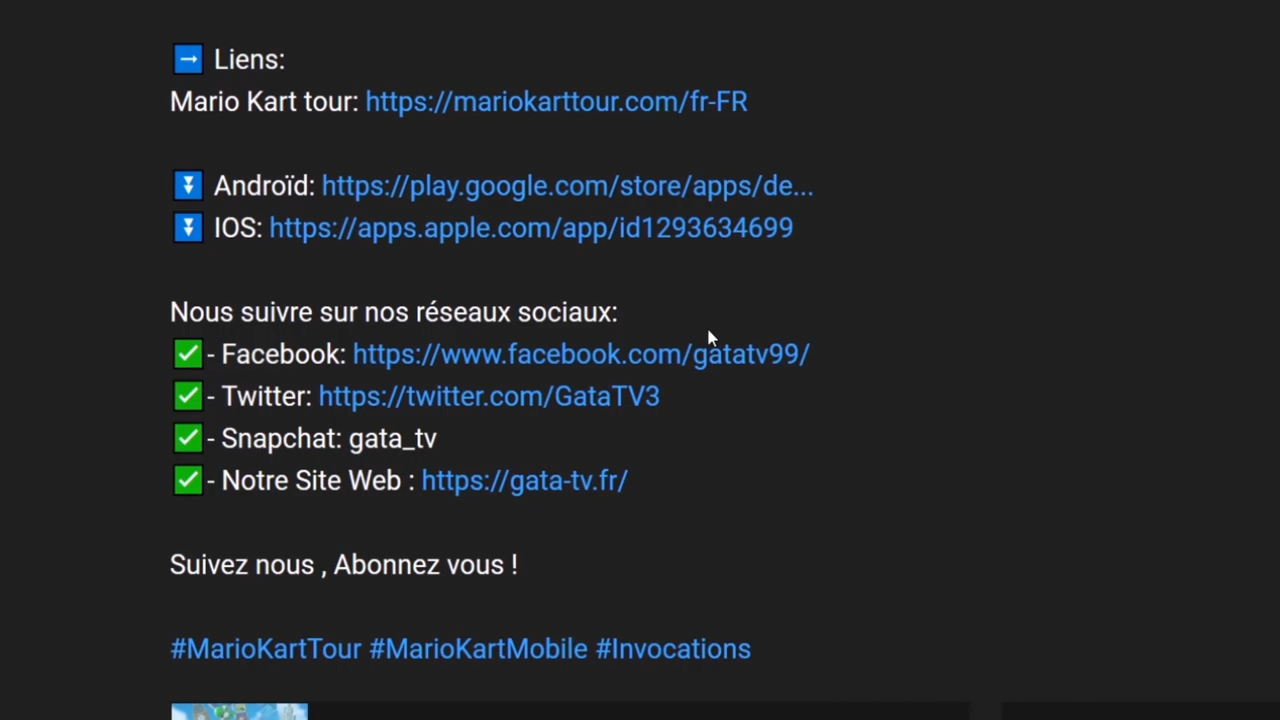 Liens:
Mario Kart tour: https://mariokarttour.com/fr-FR
Androïd: https://play.google.com/store/apps/de...
IOS: https://apps.apple.com/app/id1293634699
Nous suivre sur nos réseaux sociaux:
- Facebook: https://www.facebook.com/gatatv99/
- Twitter: https://twitter.com/GataTV3
- Snapchat: gata_tv
- Notre Site Web : https://gata-tv.fr/
Suivez nous , Abonnez vous !
#MarioKartTour #MarioKartMobile #Invocations